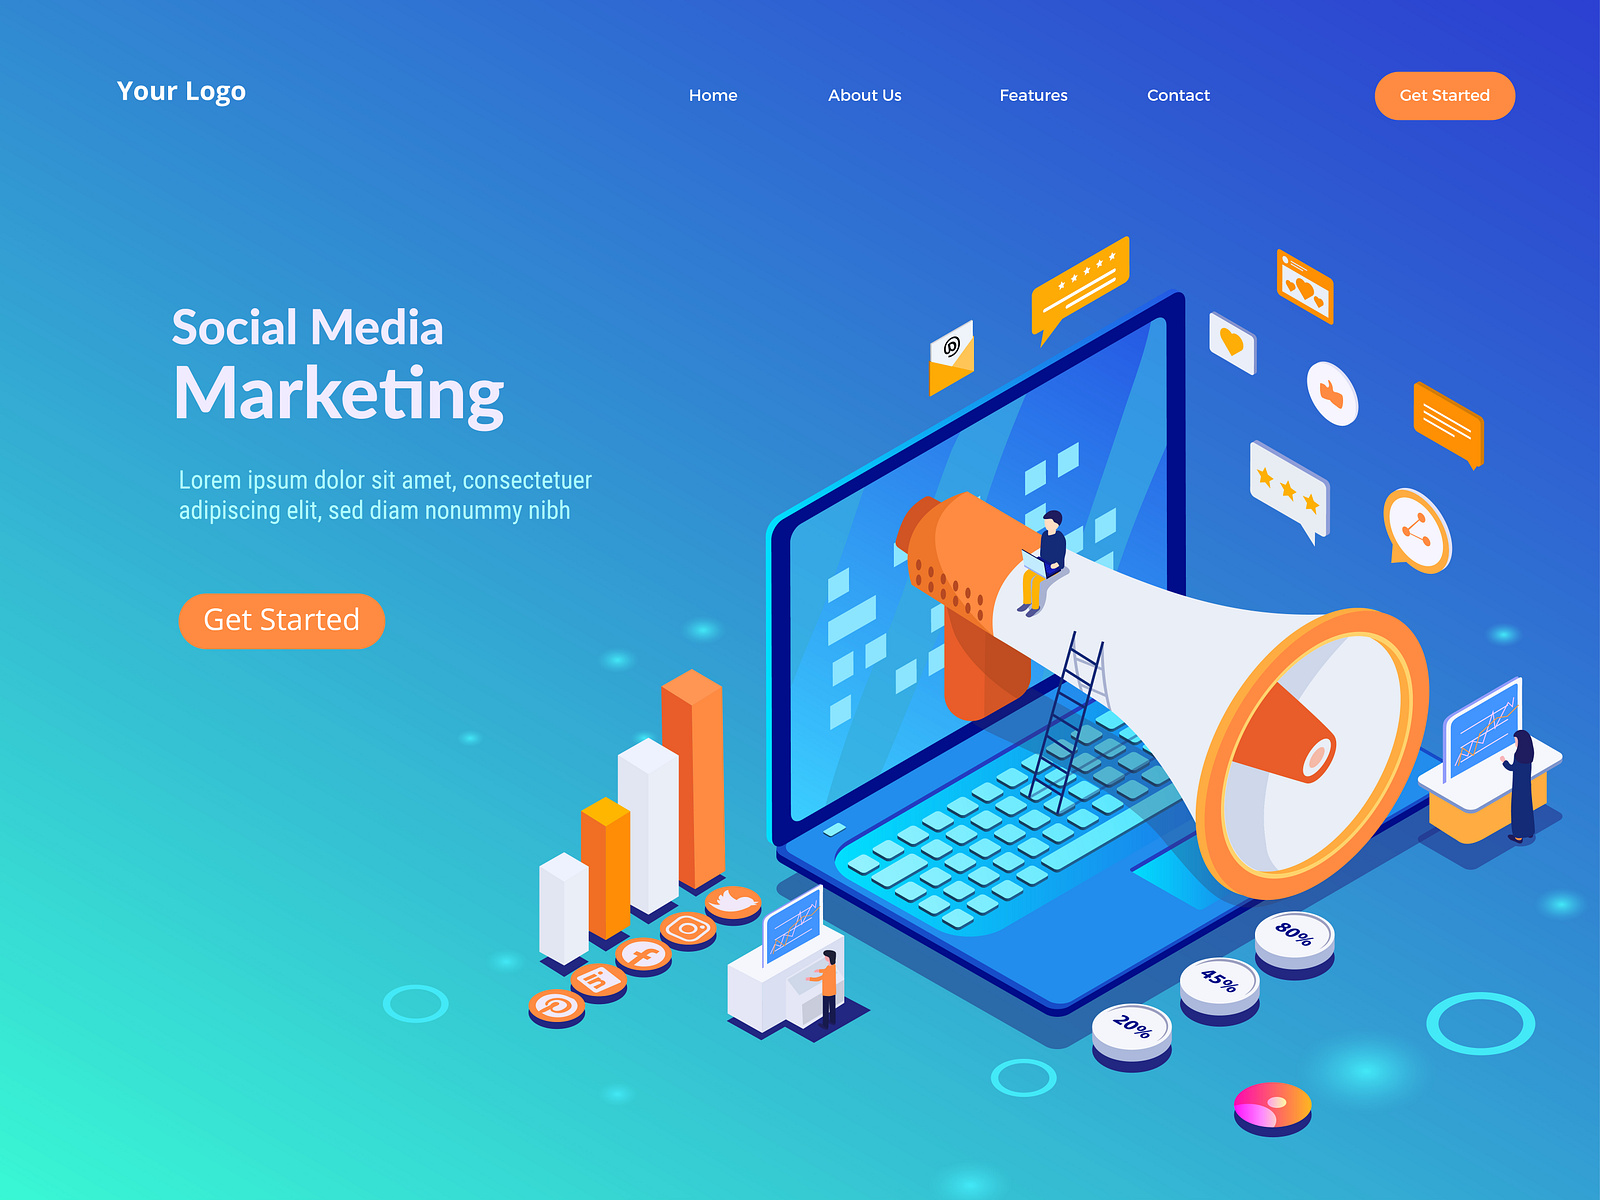 Your Logo
Home
About Us
Features
Contact
Get Started
Social Media
Marketing
Lorem ipsum dolor sit amet, consectetuer
adipiscing elit, sed diam nonummy nibh
Get Started
@
in
80%
45%
20%